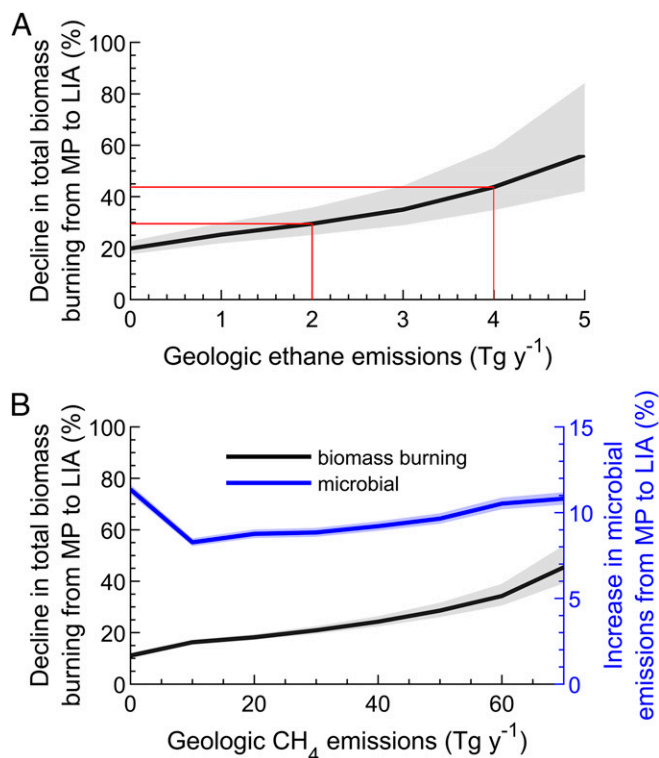 A
Decline in total biomass
burning from MP to LIA (%)
100
80
60
40
20
0
0 1 2 3 4 5
Geologic ethane emissions (Tg y⁻¹)
B
Decline in total biomass
burning from MP to LIA (%)
100
80
60
40
20
0
biomass burning
microbial
15
10
5
0
Increase in microbial
emissions from MP to LIA (%)
0 20 40 60
Geologic CH₄ emissions (Tg y⁻¹)